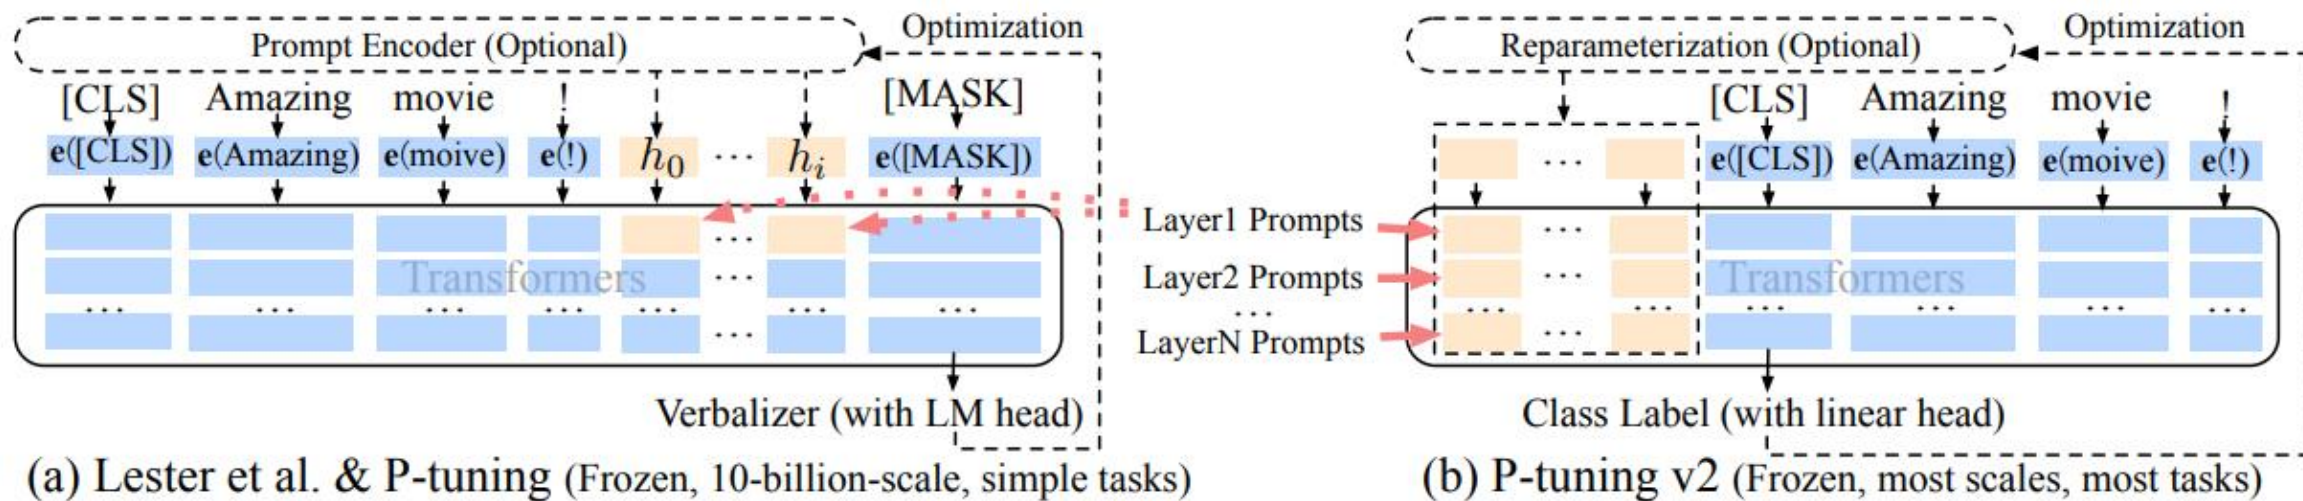 Prompt Encoder (Optional)
Optimization
[CLS] Amazing movie ! [MASK]
e([CLS]) e(Amazing) e(moive) e(!) h0 ... hi e([MASK])
...
Transformers ...
... ... ... ... ... ... ...
...
Verbalizer (with LM head)
(a) Lester et al. & P-tuning (Frozen, 10-billion-scale, simple tasks)
Layer1 Prompts
Layer2 Prompts
...
LayerN Prompts
Reparameterization (Optional)
Optimization
[CLS] Amazing movie !
... e([CLS]) e(Amazing) e(moive) e(!)
...
... Transformers
... ... ... ... ... ...
...
Class Label (with linear head)
(b) P-tuning v2 (Frozen, most scales, most tasks)